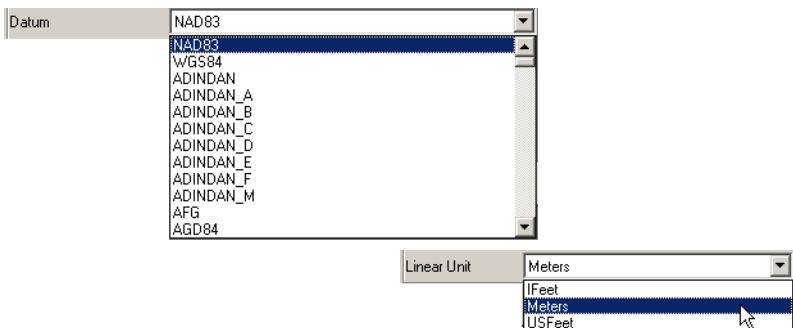 Datum NAD83
NAD83
WGS84
ADINDAN
ADINDAN_A
ADINDAN_B
ADINDAN_C
ADINDAN_D
ADINDAN_E
ADINDAN_F
ADINDAN_M
AFG
AGD84
Linear Unit Meters
IFeet
Meters
USFeet